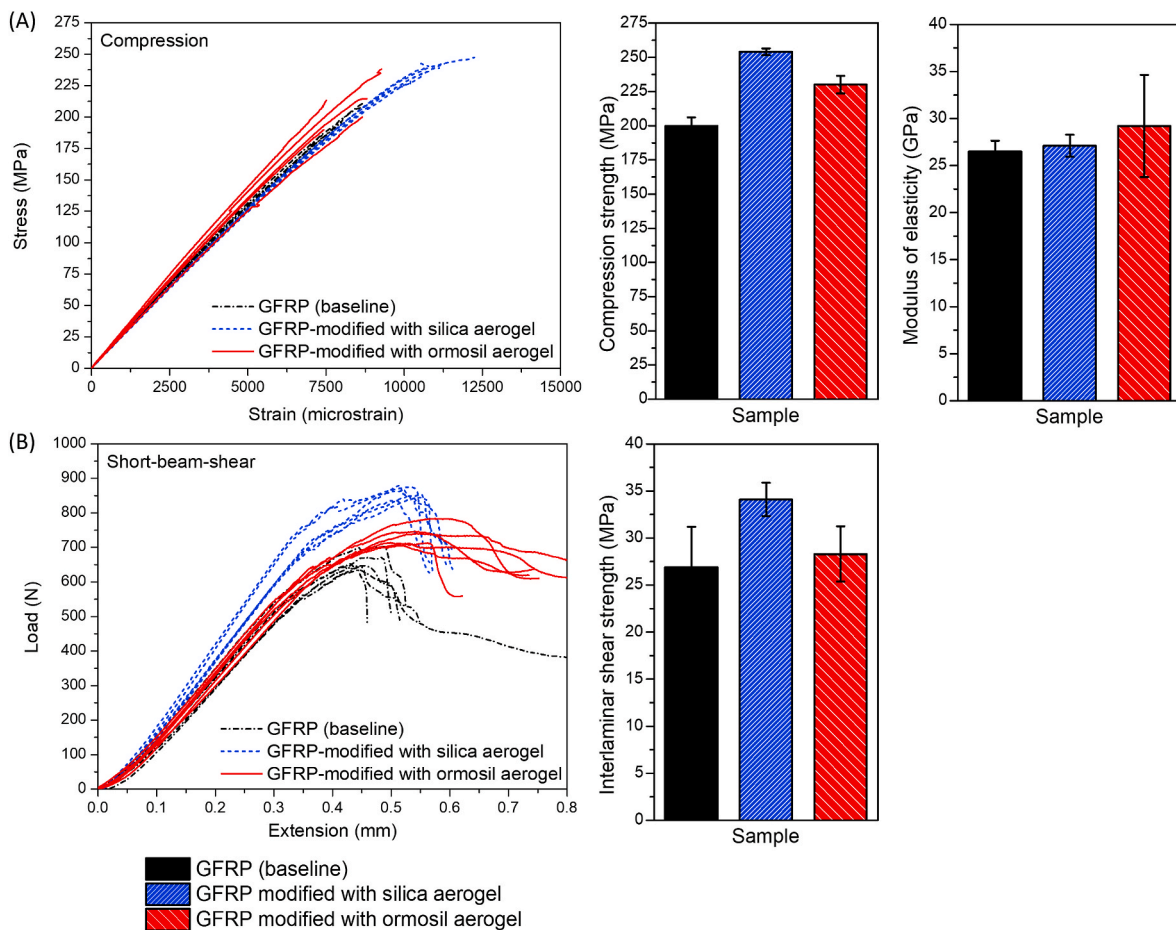 (A)
Compression
Stress (MPa)
275
250
225
200
175
150
125
100
75
50
25
0
GFRP (baseline)
GFRP-modified with silica aerogel
GFRP-modified with ormosil aerogel
0 2500 5000 7500 10000 12500 15000
Strain (microstrain)
Compression strength (MPa)
275
250
225
200
175
150
125
100
75
50
25
0
Sample
Modulus of elasticity (GPa)
40
35
30
25
20
15
10
5
0
Sample
(B)
Short-beam-shear
Load (N)
1000
900
800
700
600
500
400
300
200
100
0
GFRP (baseline)
GFRP-modified with silica aerogel
GFRP-modified with ormosil aerogel
0.0 0.1 0.2 0.3 0.4 0.5 0.6 0.7 0.8
Extension (mm)
Interlaminar shear strength (MPa)
40
35
30
25
20
15
10
5
0
Sample
GFRP (baseline)
GFRP modified with silica aerogel
GFRP modified with ormosil aerogel